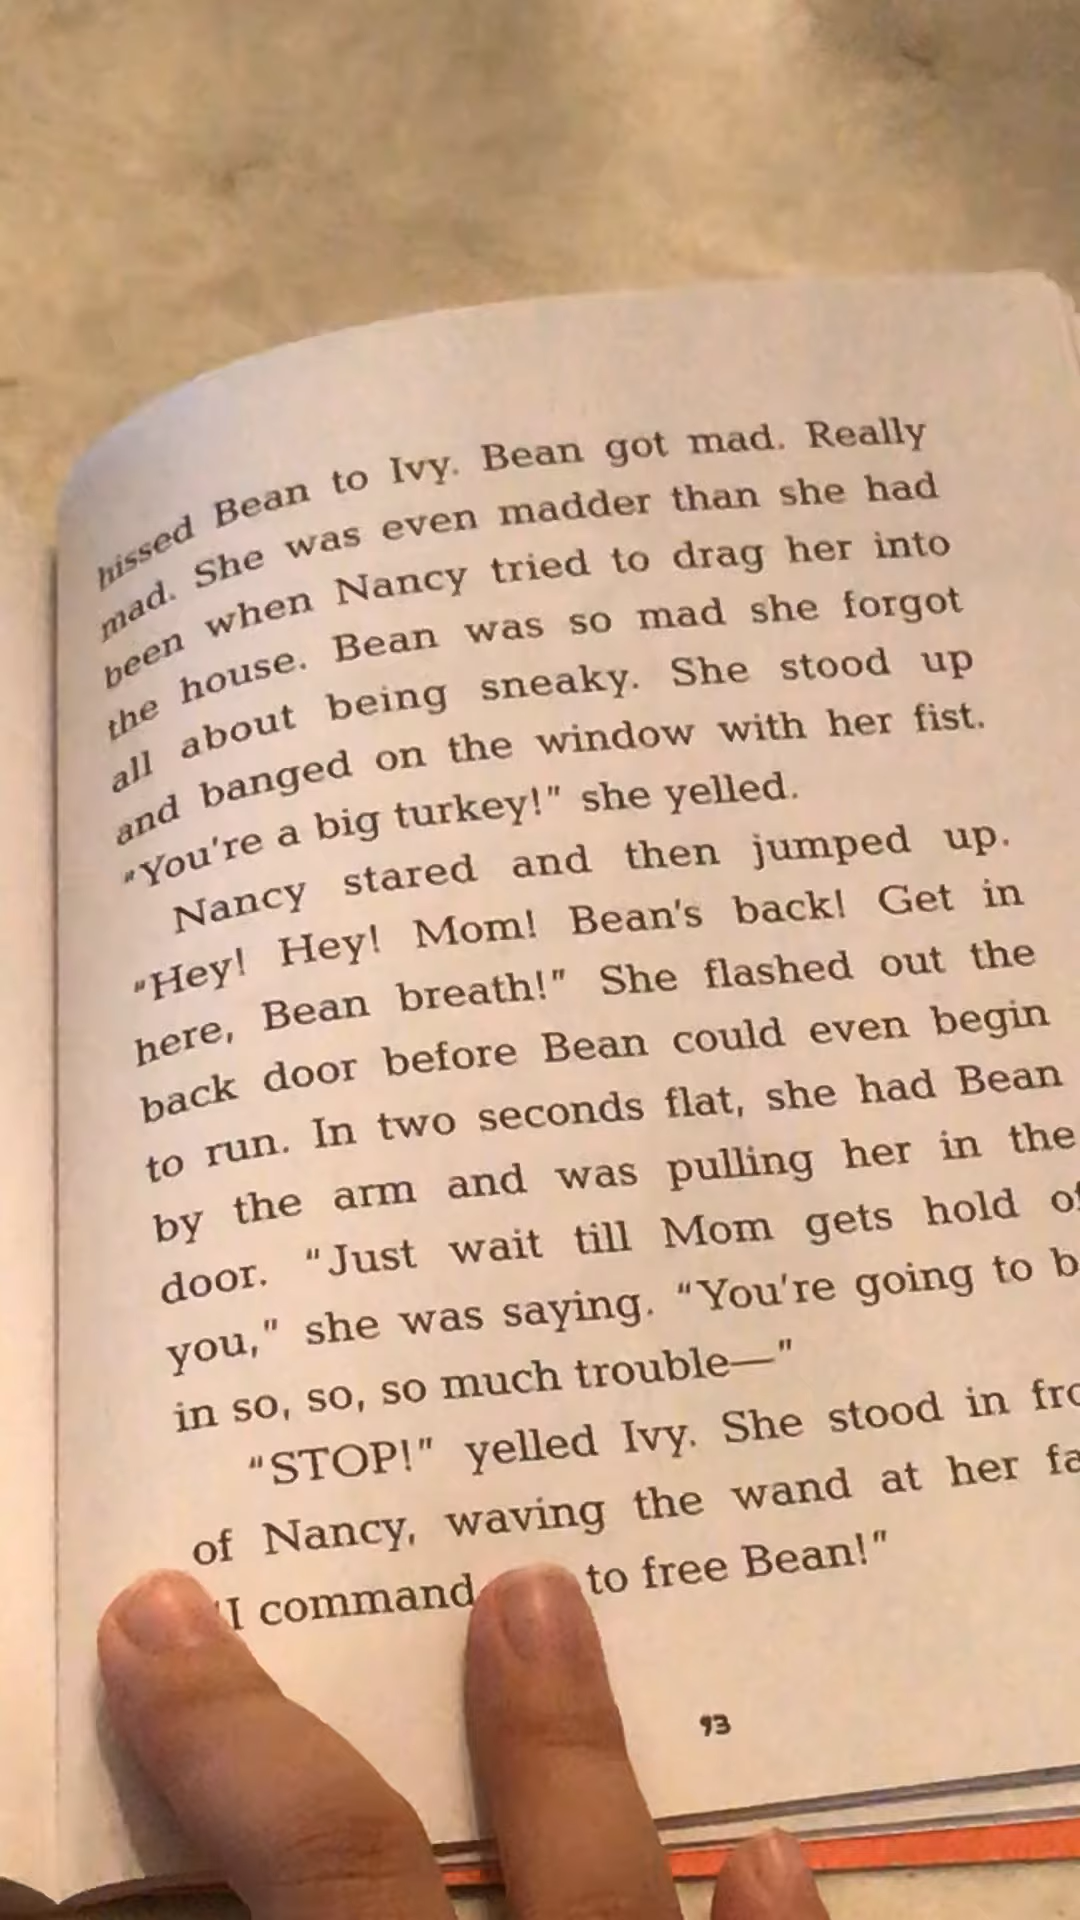 hissed Bean to Ivy. Bean got mad. Really
mad. She was even madder than she had
been when Nancy tried to drag her into
the house. Bean was so mad she forgot
all about being sneaky. She stood up
and banged on the window with her fist.
"You're a big turkey!" she yelled.
Nancy stared and then jumped up.
"Hey! Hey! Mom! Bean's back! Get in
here, Bean breath!" She flashed out the
back door before Bean could even begin
to run. In two seconds flat, she had Bean
by the arm and was pulling her in the
door. "Just wait till Mom gets hold of
you," she was saying. "You're going to b
in so, so, so much trouble—"
"STOP!" yelled Ivy. She stood in fro
of Nancy, waving the wand at her fa
"I command to free Bean!"
93